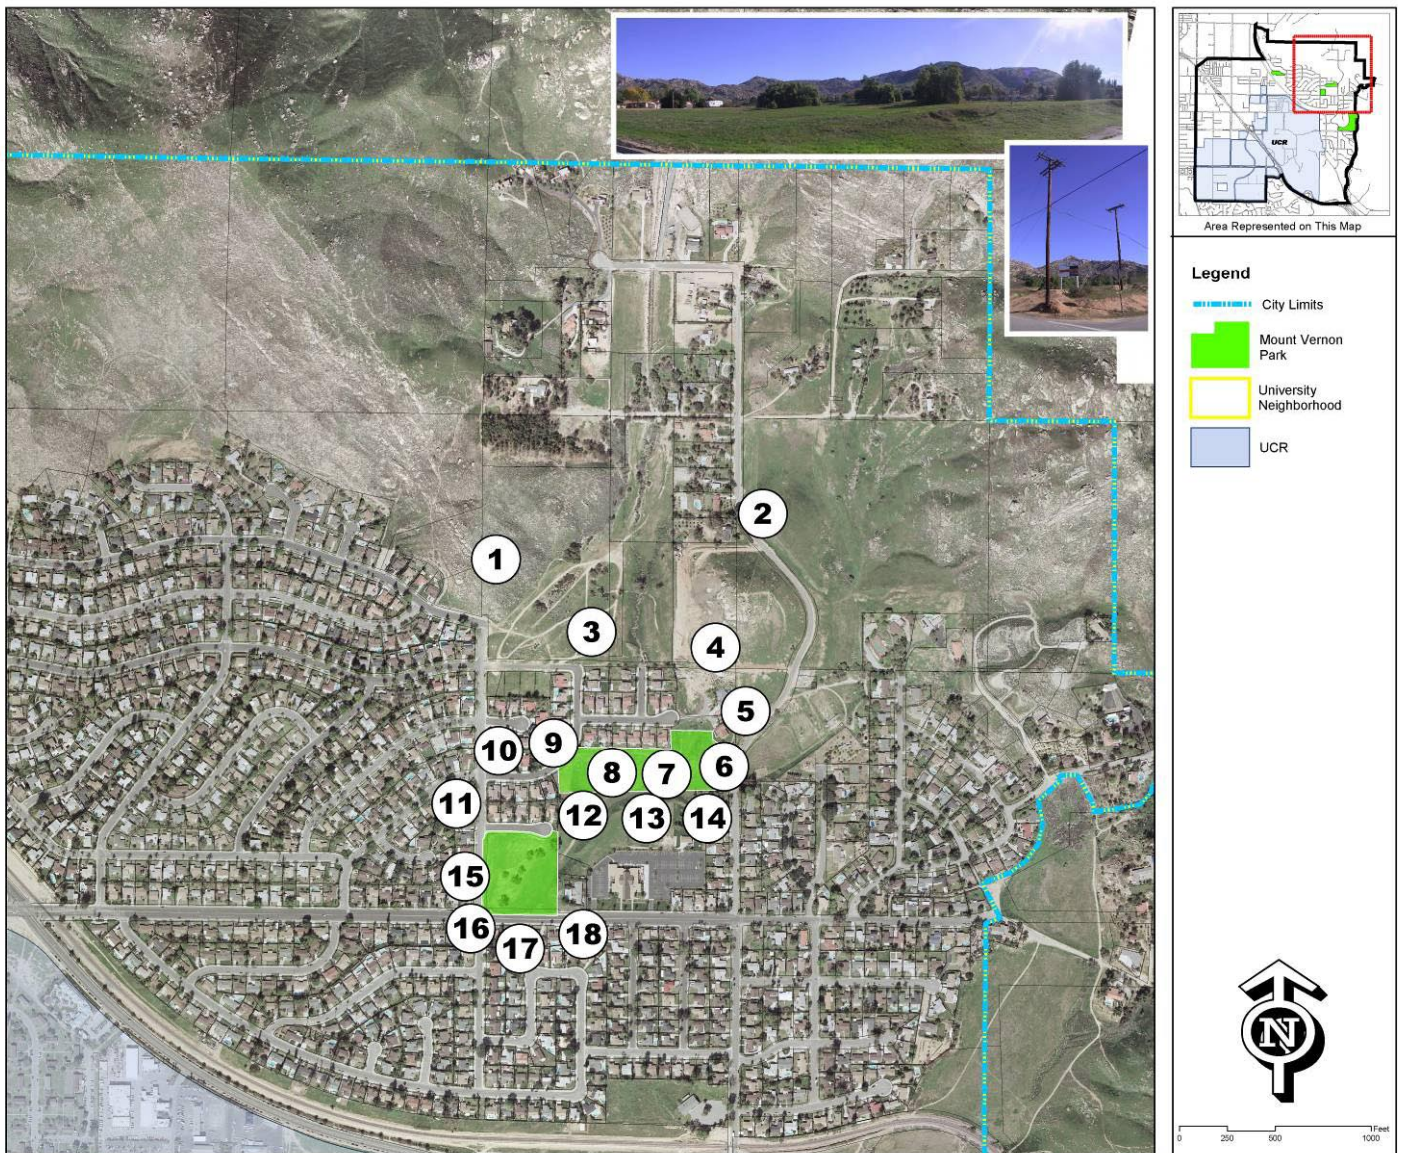 UCR
Area Represented on This Map
Legend
City Limits
Mount Vernon
Park
University
Neighborhood
UCR
1
2
3
4
5
6
7
8
9
10
11
12
13
14
15
16
17
18
N
Feet
0 250 500 1000